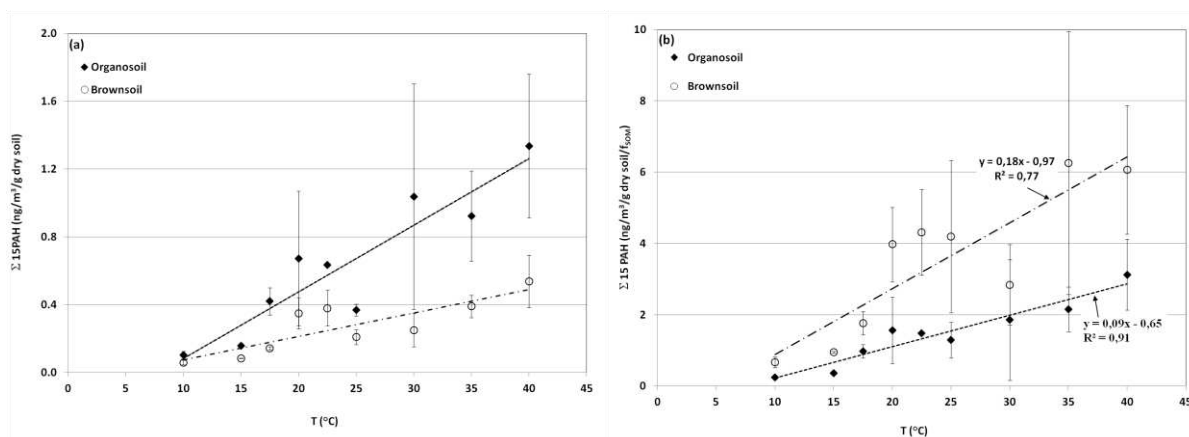 (a)
Organosoil
Brownsoil
Σ 15PAH (ng/m³/g dry soil)
2.0
1.6
1.2
0.8
0.4
0.0
0 5 10 15 20 25 30 35 40 45
T (°C)
(b)
Organosoil
Brownsoil
Σ 15 PAH (ng/m³/g dry soil/fSOM)
10
8
6
4
2
0
y = 0,18x - 0,97
R² = 0,77
y = 0,09x - 0,65
R² = 0,91
0 5 10 15 20 25 30 35 40 45
T (°C)